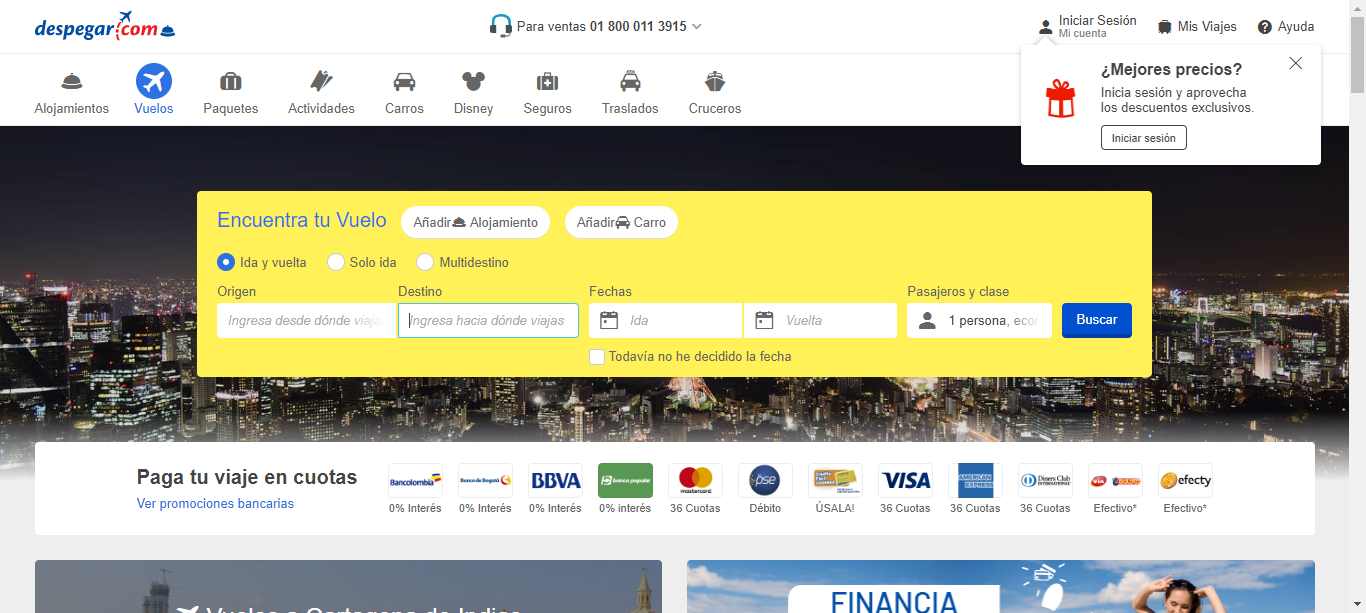 despegar.com
Para ventas 01 800 011 3915
Iniciar Sesión
Mi cuenta
Mis Viajes
Ayuda
Alojamientos
Vuelos
Paquetes
Actividades
Carros
Disney
Seguros
Traslados
Cruceros
¿Mejores precios?
Inicia sesión y aprovecha
los descuentos exclusivos.
Iniciar sesión
Encuentra tu Vuelo
Añadir Alojamiento
Añadir Carro
Ida y vuelta
Solo ida
Multidestino
Origen
Destino
Fechas
Pasajeros y clase
Ingresa desde dónde viaja
Ingresa hacia dónde viajas
Ida
Vuelta
1 persona, econ
Buscar
Todavía no he decidido la fecha
Paga tu viaje en cuotas
Ver promociones bancarias
Bancolombia
0% Interés
Banco de Bogotá
0% Interés
BBVA
0% Interés
banco popular
0% interés
mastercard
36 Cuotas
pse
Débito
ÚSALA!
VISA
36 Cuotas
AMERICAN EXPRESS
36 Cuotas
Diners Club
INTERNATIONAL
36 Cuotas
VIA BALOTO
Efectivo*
efecty
Efectivo*
Vuelos a Cartagena de Indias
FINANCIA